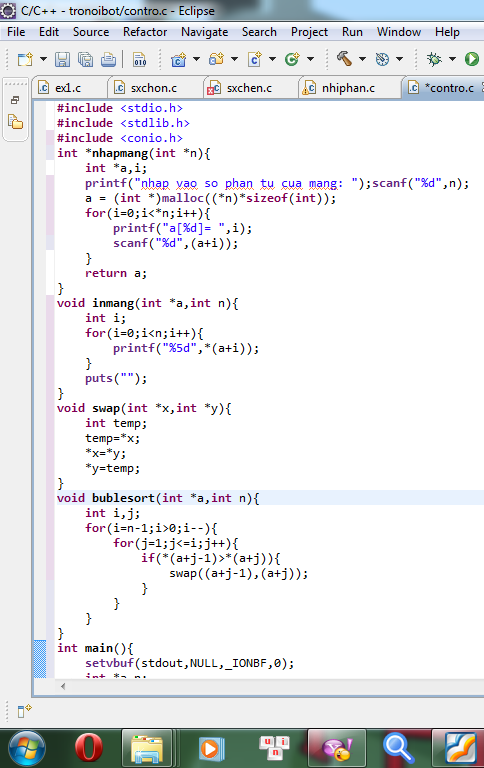 C/C++ - tronoibot/contro.c - Eclipse
File Edit Source Refactor Navigate Search Project Run Window Help
ex1.c sxchon.c sxchen.c nhiphan.c *contro.c
#include <stdio.h>
#include <stdlib.h>
#include <conio.h>
int *nhapmang(int *n){
int *a,i;
printf("nhap vao so phan tu cua mang: ");scanf("%d",n);
a = (int *)malloc((*n)*sizeof(int));
for(i=0;i<*n;i++){
printf("a[%d]= ",i);
scanf("%d",(a+i));
}
return a;
}
void inmang(int *a,int n){
int i;
for(i=0;i<n;i++){
printf("%5d",*(a+i));
}
puts("");
}
void swap(int *x,int *y){
int temp;
temp=*x;
*x=*y;
*y=temp;
}
void bublesort(int *a,int n){
int i,j;
for(i=n-1;i>0;i--){
for(j=1;j<=i;j++){
if(*(a+j-1)>*(a+j)){
swap((a+j-1),(a+j));
}
}
}
}
int main(){
setvbuf(stdout,NULL,_IONBF,0);
int *a,n;